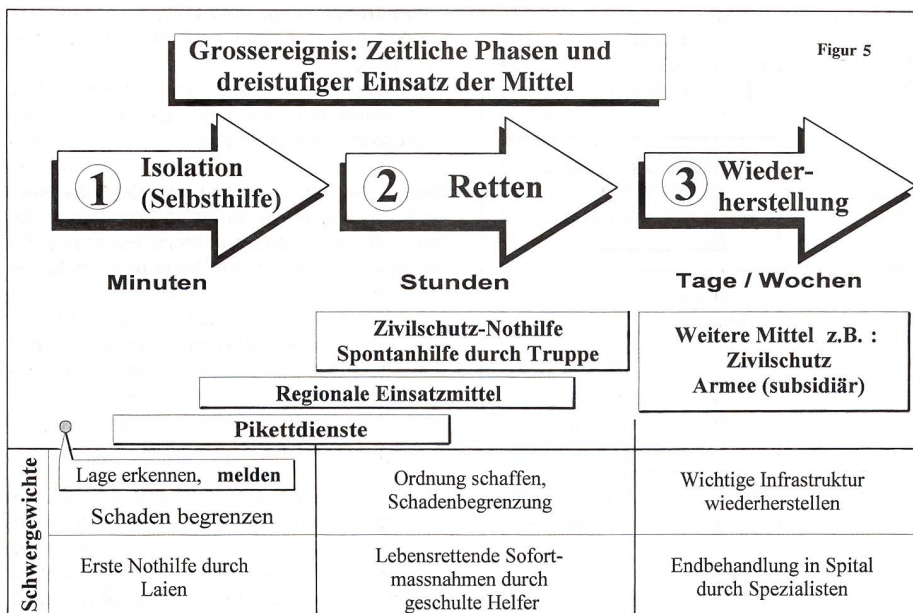 Grossereignis: Zeitliche Phasen und
dreistufiger Einsatz der Mittel
Figur 5
1 Isolation
(Selbsthilfe)
2 Retten
3 Wieder-
herstellung
Minuten
Stunden
Tage / Wochen
Zivilschutz-Nothilfe
Spontanhilfe durch Truppe
Weitere Mittel z.B. :
Zivilschutz
Armee (subsidiär)
Regionale Einsatzmittel
Pikettdienste
Schwergewichte
Lage erkennen, melden
Schaden begrenzen
Ordnung schaffen,
Schadenbegrenzung
Wichtige Infrastruktur
wiederherstellen
Erste Nothilfe durch
Laien
Lebensrettende Sofort-
massnahmen durch
geschulte Helfer
Endbehandlung in Spital
durch Spezialisten